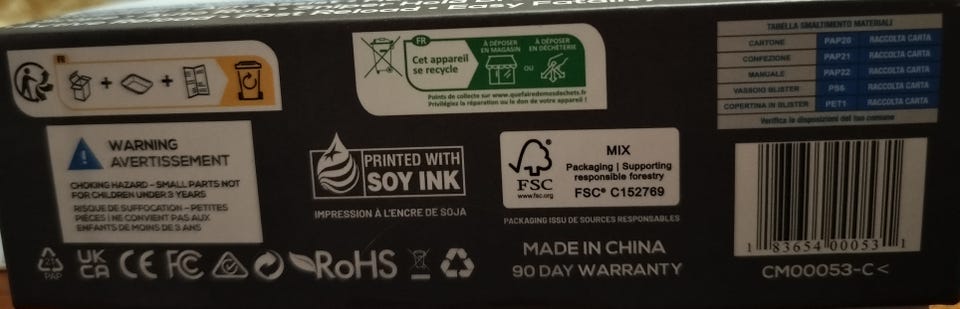 FR
FR
Cet appareil
se recycle
À DÉPOSER
EN MAGASIN
OU
À DÉPOSER
EN DÉCHÈTERIE
Points de collecte sur www.quefairedemesdechets.fr
Privilégiez la réparation ou le don de votre appareil !
TABELLA SMALTIMENTO MATERIALI
CARTONE PAP20 RACCOLTA CARTA
CONFEZIONE PAP21 RACCOLTA CARTA
MANUALE PAP22 RACCOLTA CARTA
VASSOIO BLISTER PS6 RACCOLTA CARTA
COPERTINA IN BLISTER PET1 RACCOLTA CARTA
Verifica le disposizioni del tuo comune
WARNING
AVERTISSEMENT
CHOKING HAZARD - SMALL PARTS NOT
FOR CHILDREN UNDER 3 YEARS
RISQUE DE SUFFOCATION - PETITES
PIÈCES | NE CONVIENT PAS AUX
ENFANTS DE MOINS DE 3 ANS
PRINTED WITH
SOY INK
IMPRESSION À L'ENCRE DE SOJA
FSC
www.fsc.org
MIX
Packaging | Supporting
responsible forestry
FSC® C152769
PACKAGING ISSU DE SOURCES RESPONSABLES
MADE IN CHINA
90 DAY WARRANTY
1 83654 00053 1
CM00053-C<
21
PAP
UK
CA
CE
FC
RoHS